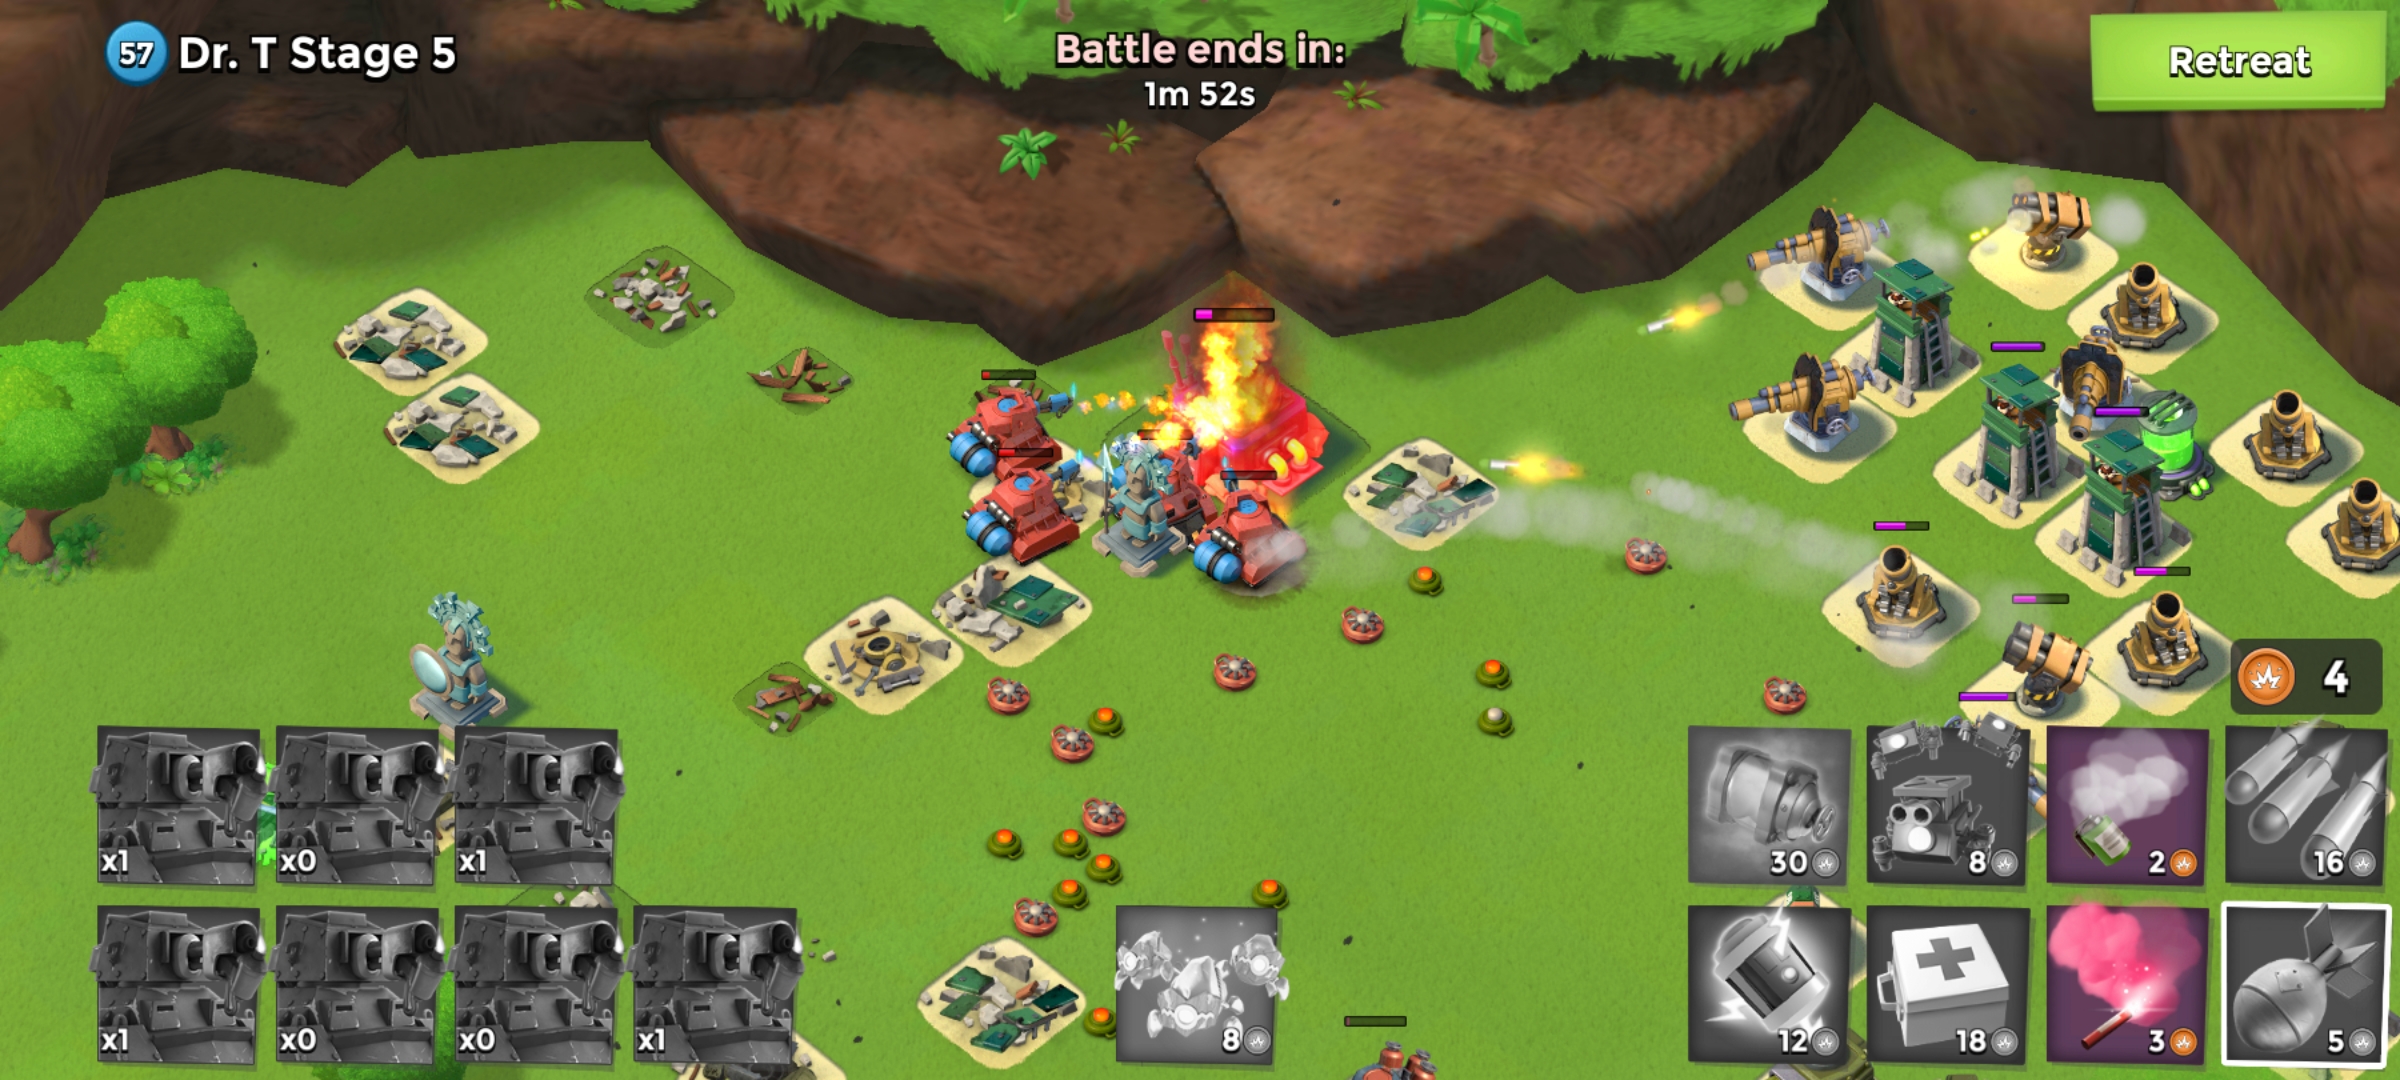 57 Dr. T Stage 5
Battle ends in:
1m 52s
Retreat
4
x1
x0
x1
30
8
2
16
x1
x0
x0
x1
8
12
18
3
5